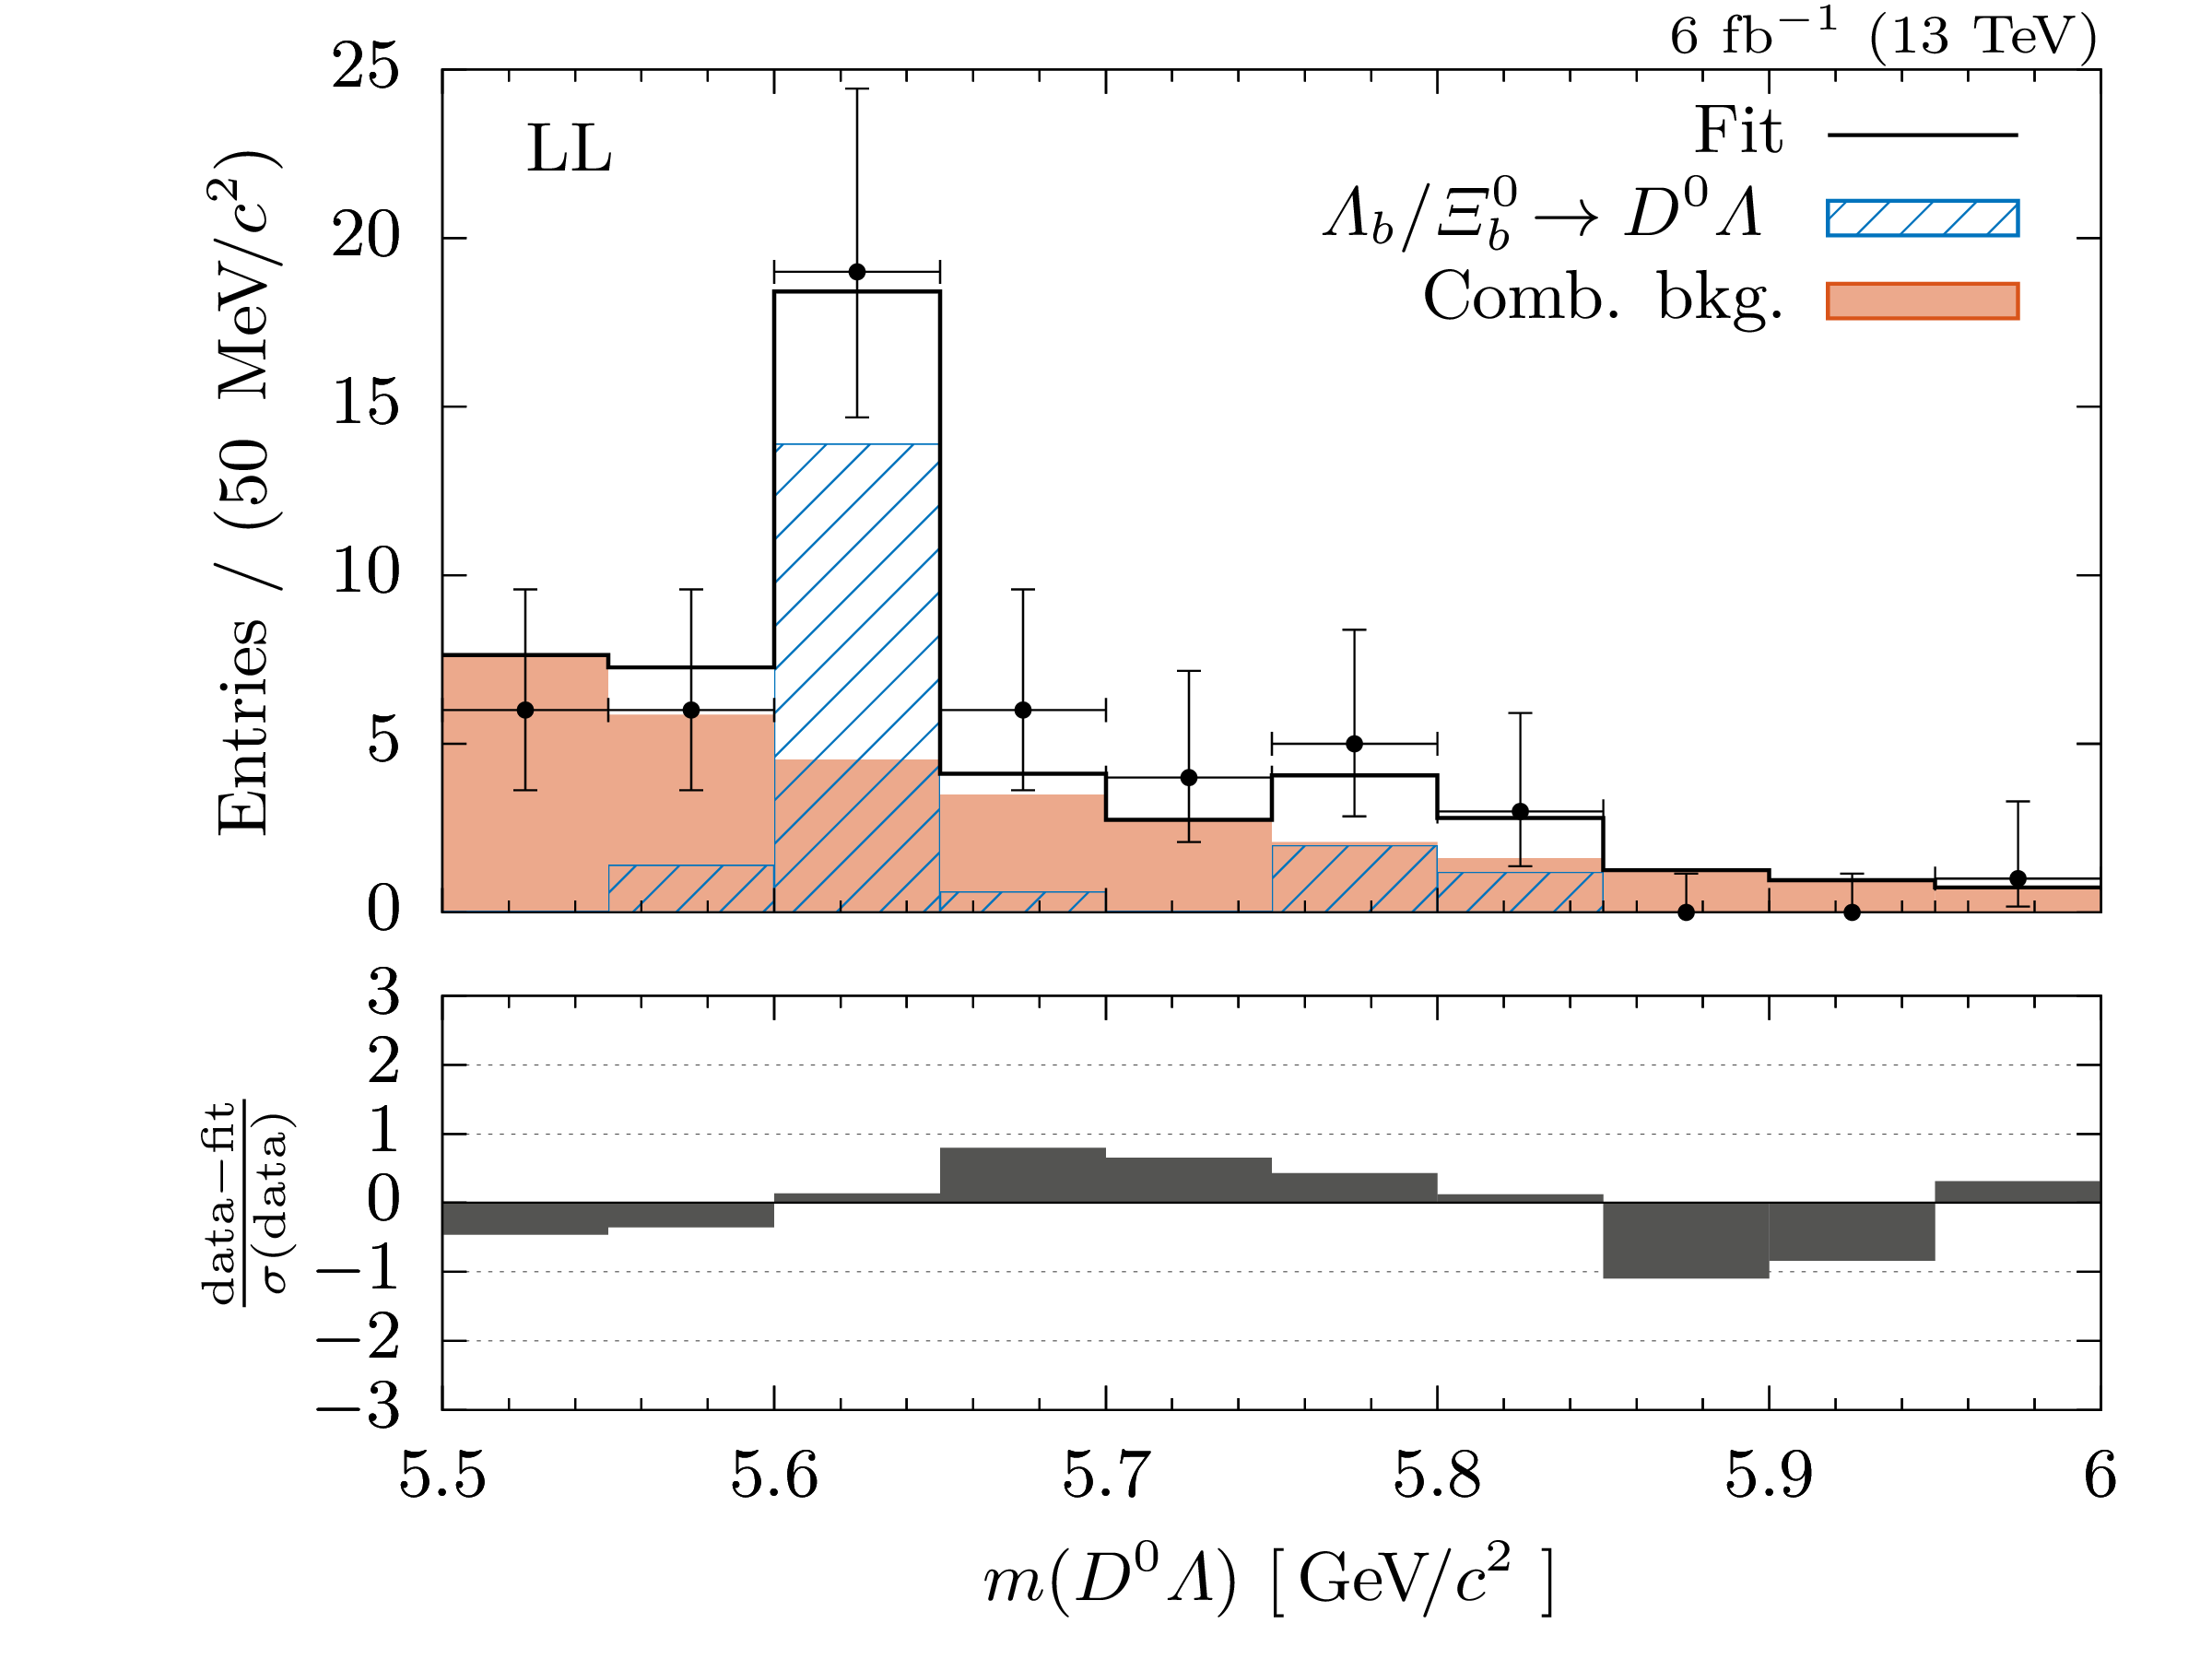 6 fb⁻¹ (13 TeV)
LL
Fit
Λ_b/Ξ_b⁰ → D⁰Λ
Comb. bkg.
Entries / (50 MeV/c²)
25
20
15
10
5
0
data−fit
σ(data)
3
2
1
0
−1
−2
−3
5.5 5.6 5.7 5.8 5.9 6
m(D⁰Λ) [GeV/c² ]